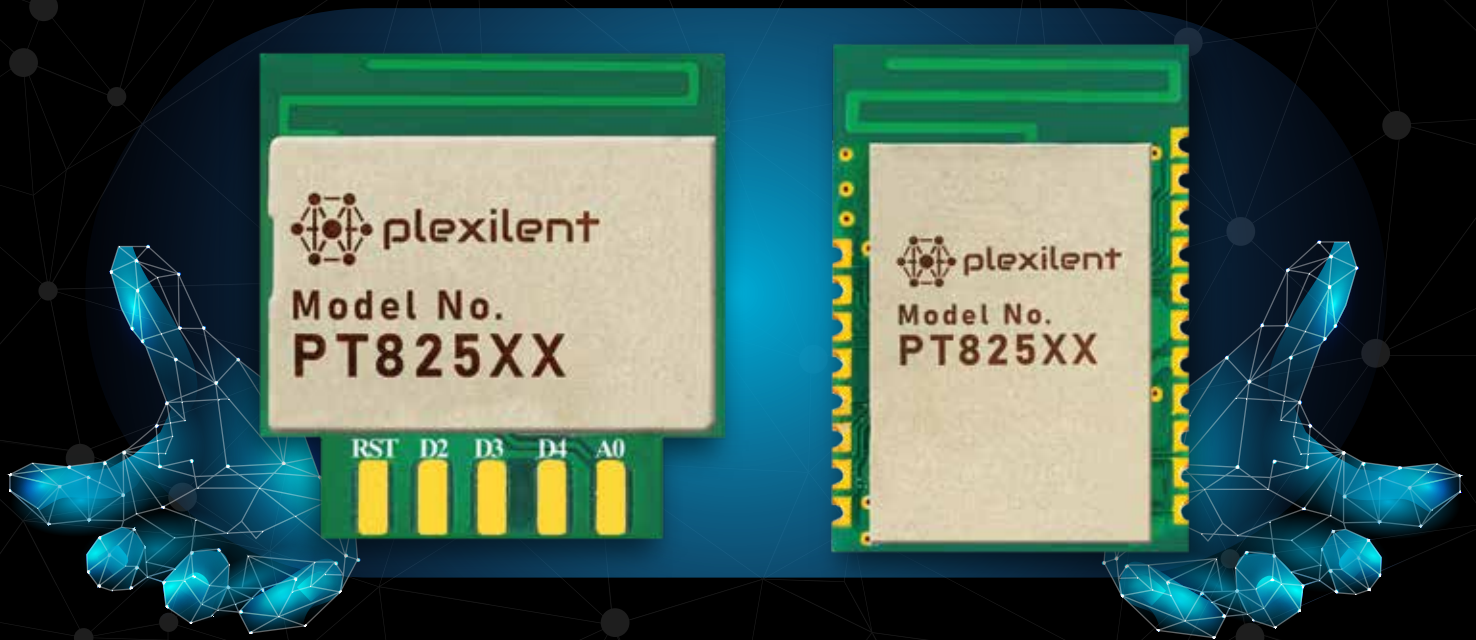 plexilent
Model No.
PT825XX
RST D2 D3 D4 A0
plexilent
Model No.
PT825XX